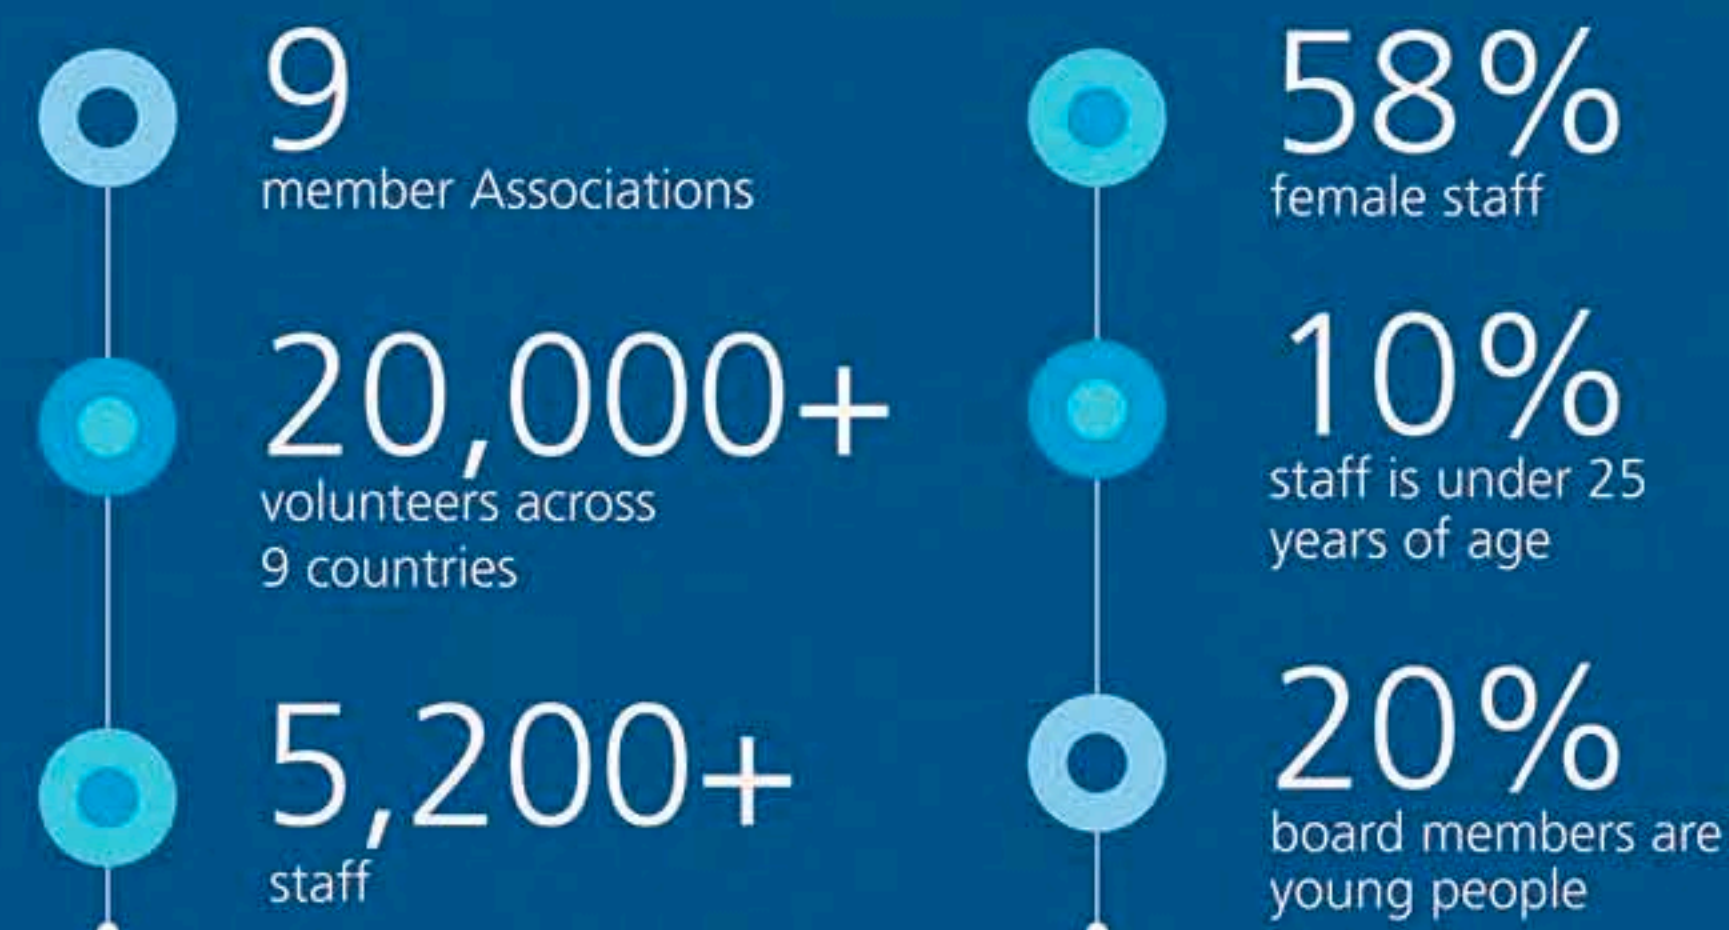 9
member Associations
20,000+
volunteers across
9 countries
5,200+
staff
58%
female staff
10%
staff is under 25
years of age
20%
board members are
young people